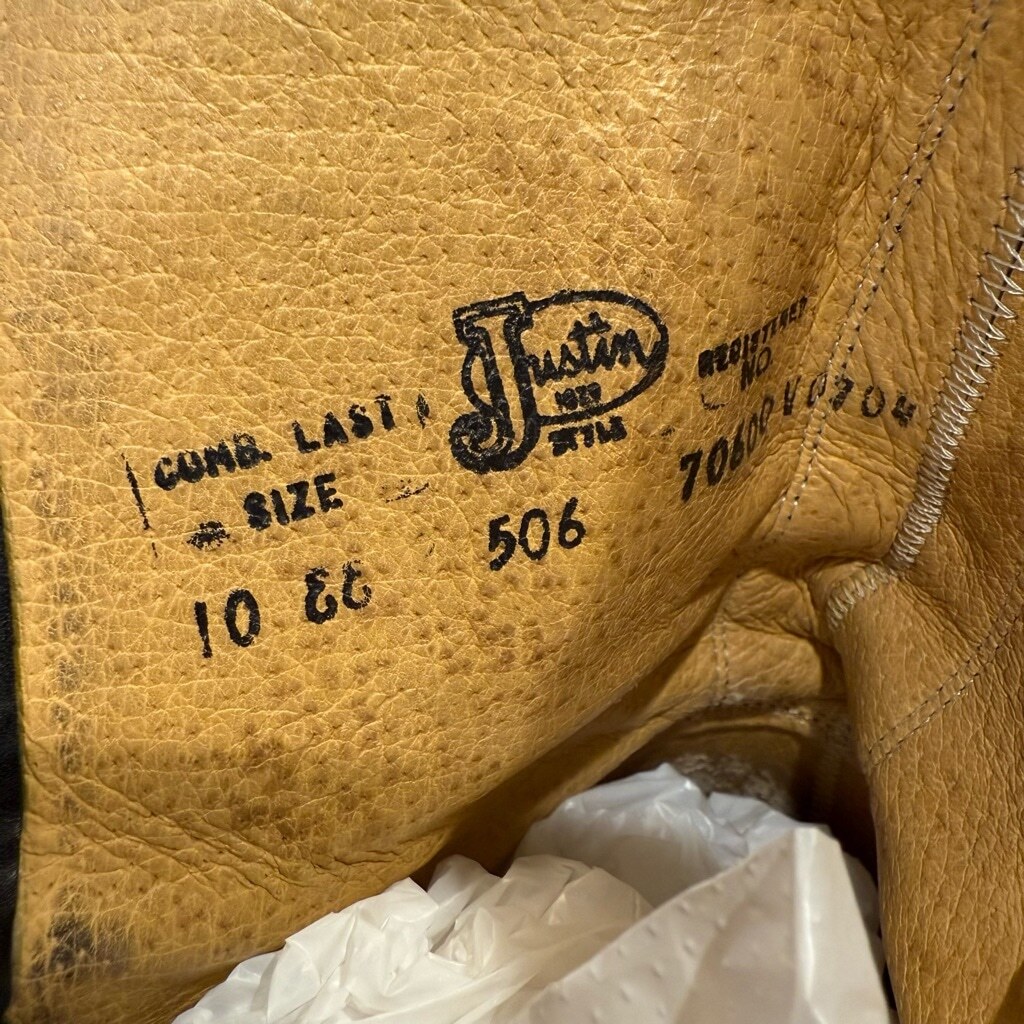 COMB. LAST
SIZE
10 EE
Justin
STYLE
506
REGISTERED
NO